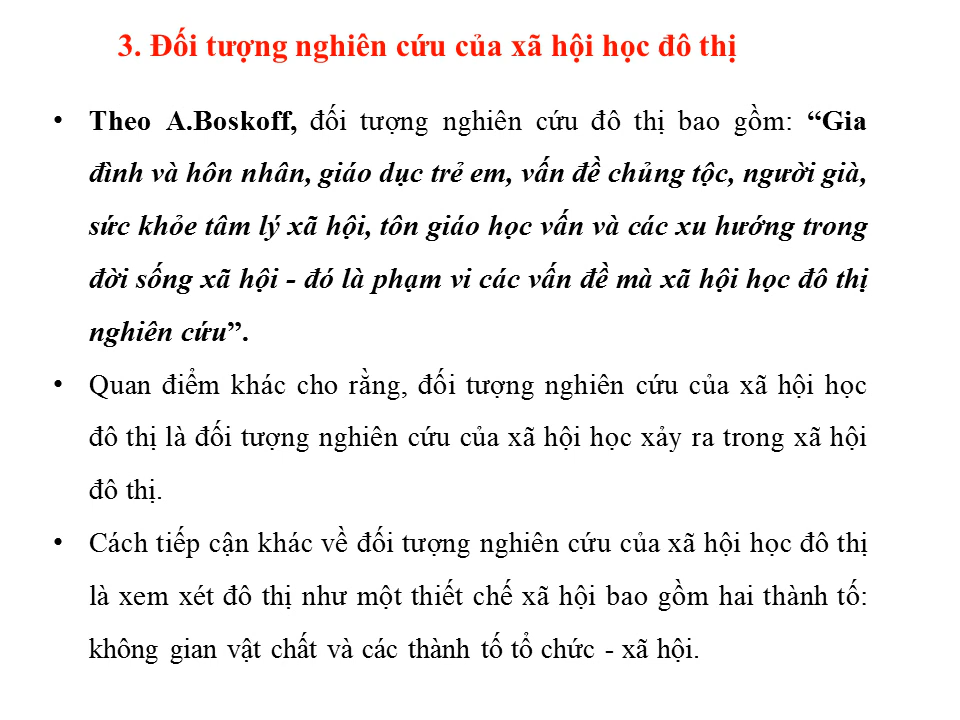 3. Đối tượng nghiên cứu của xã hội học đô thị
• Theo A.Boskoff, đối tượng nghiên cứu đô thị bao gồm: “Gia
đình và hôn nhân, giáo dục trẻ em, vấn đề chủng tộc, người già,
sức khỏe tâm lý xã hội, tôn giáo học vấn và các xu hướng trong
đời sống xã hội - đó là phạm vi các vấn đề mà xã hội học đô thị
nghiên cứu”.
• Quan điểm khác cho rằng, đối tượng nghiên cứu của xã hội học
đô thị là đối tượng nghiên cứu của xã hội học xảy ra trong xã hội
đô thị.
• Cách tiếp cận khác về đối tượng nghiên cứu của xã hội học đô thị
là xem xét đô thị như một thiết chế xã hội bao gồm hai thành tố:
không gian vật chất và các thành tố tổ chức - xã hội.